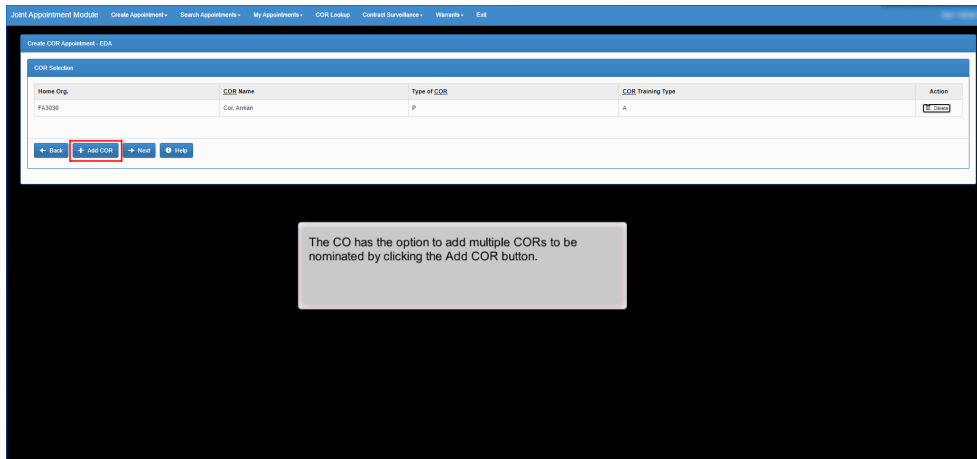 Joint Appointment Module Create Appointment Search Appointments My Appointments COR Lookup Contract Surveillance Warrants Exit
Create COR Appointment - EDA
COR Selection
Home Org. COR Name Type of COR COR Training Type Action
FA3030 Cor, Arman P A Delete
Back Add COR Next Help
The CO has the option to add multiple CORs to be
nominated by clicking the Add COR button.